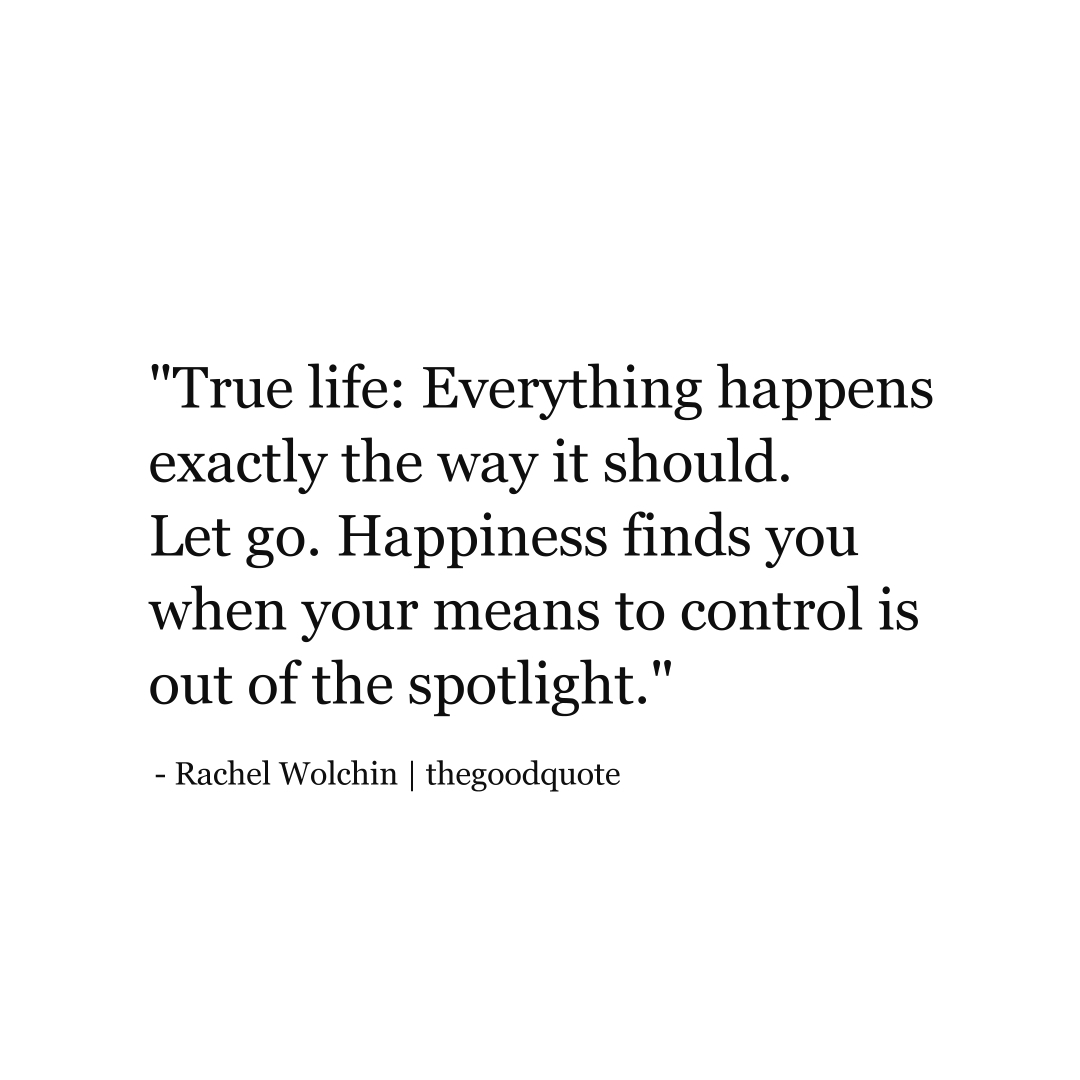 "True life: Everything happens
exactly the way it should.
Let go. Happiness finds you
when your means to control is
out of the spotlight."
- Rachel Wolchin | thegoodquote